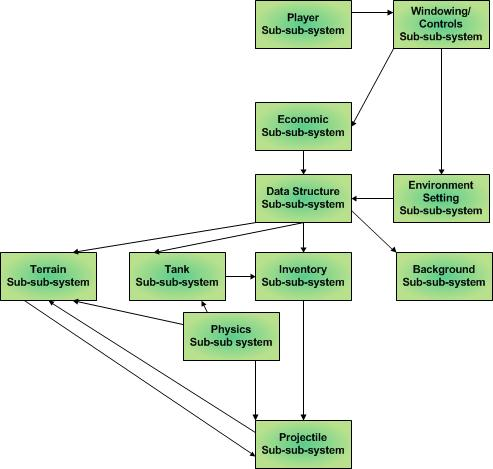 Player
Sub-sub-system
Windowing/
Controls
Sub-sub-system
Economic
Sub-sub-system
Data Structure
Sub-sub-system
Environment
Setting
Sub-sub-system
Terrain
Sub-sub-system
Tank
Sub-sub-system
Inventory
Sub-sub-system
Background
Sub-sub-system
Physics
Sub-sub system
Projectile
Sub-sub-system